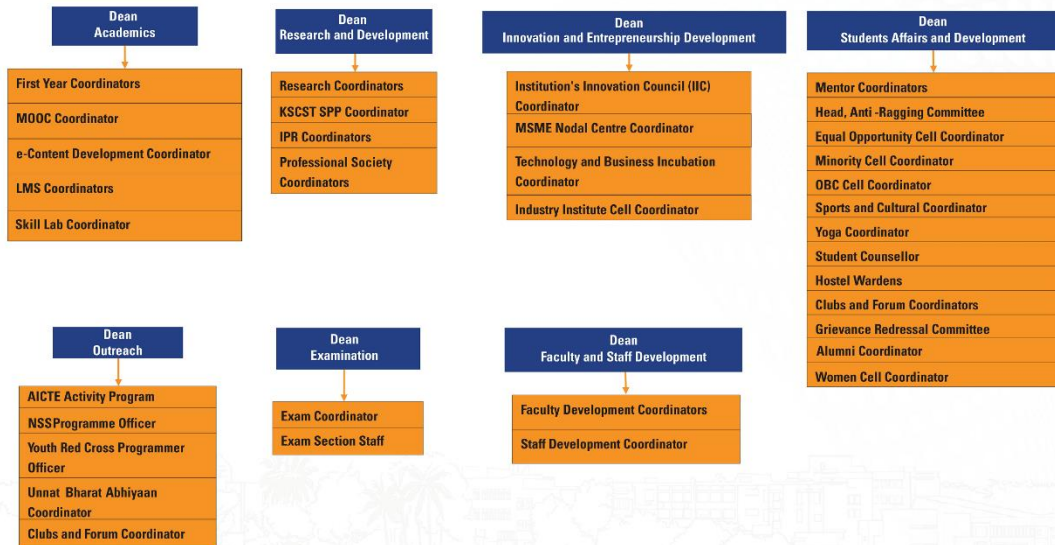 Dean
Academics
First Year Coordinators
MOOC Coordinator
e-Content Development Coordinator
LMS Coordinators
Skill Lab Coordinator
Dean
Research and Development
Research Coordinators
KSCST SPP Coordinator
IPR Coordinators
Professional Society
Coordinators
Dean
Innovation and Entrepreneurship Development
Institution's Innovation Council (IIC)
Coordinator
MSME Nodal Centre Coordinator
Technology and Business Incubation
Coordinator
Industry Institute Cell Coordinator
Dean
Students Affairs and Development
Mentor Coordinators
Head, Anti -Ragging Committee
Equal Opportunity Cell Coordinator
Minority Cell Coordinator
OBC Cell Coordinator
Sports and Cultural Coordinator
Yoga Coordinator
Student Counsellor
Hostel Wardens
Clubs and Forum Coordinators
Grievance Redressal Committee
Alumni Coordinator
Women Cell Coordinator
Dean
Outreach
AICTE Activity Program
NSSProgramme Officer
Youth Red Cross Programmer
Officer
Unnat Bharat Abhiyaan
Coordinator
Clubs and Forum Coordinator
Dean
Examination
Exam Coordinator
Exam Section Staff
Dean
Faculty and Staff Development
Faculty Development Coordinators
Staff Development Coordinator